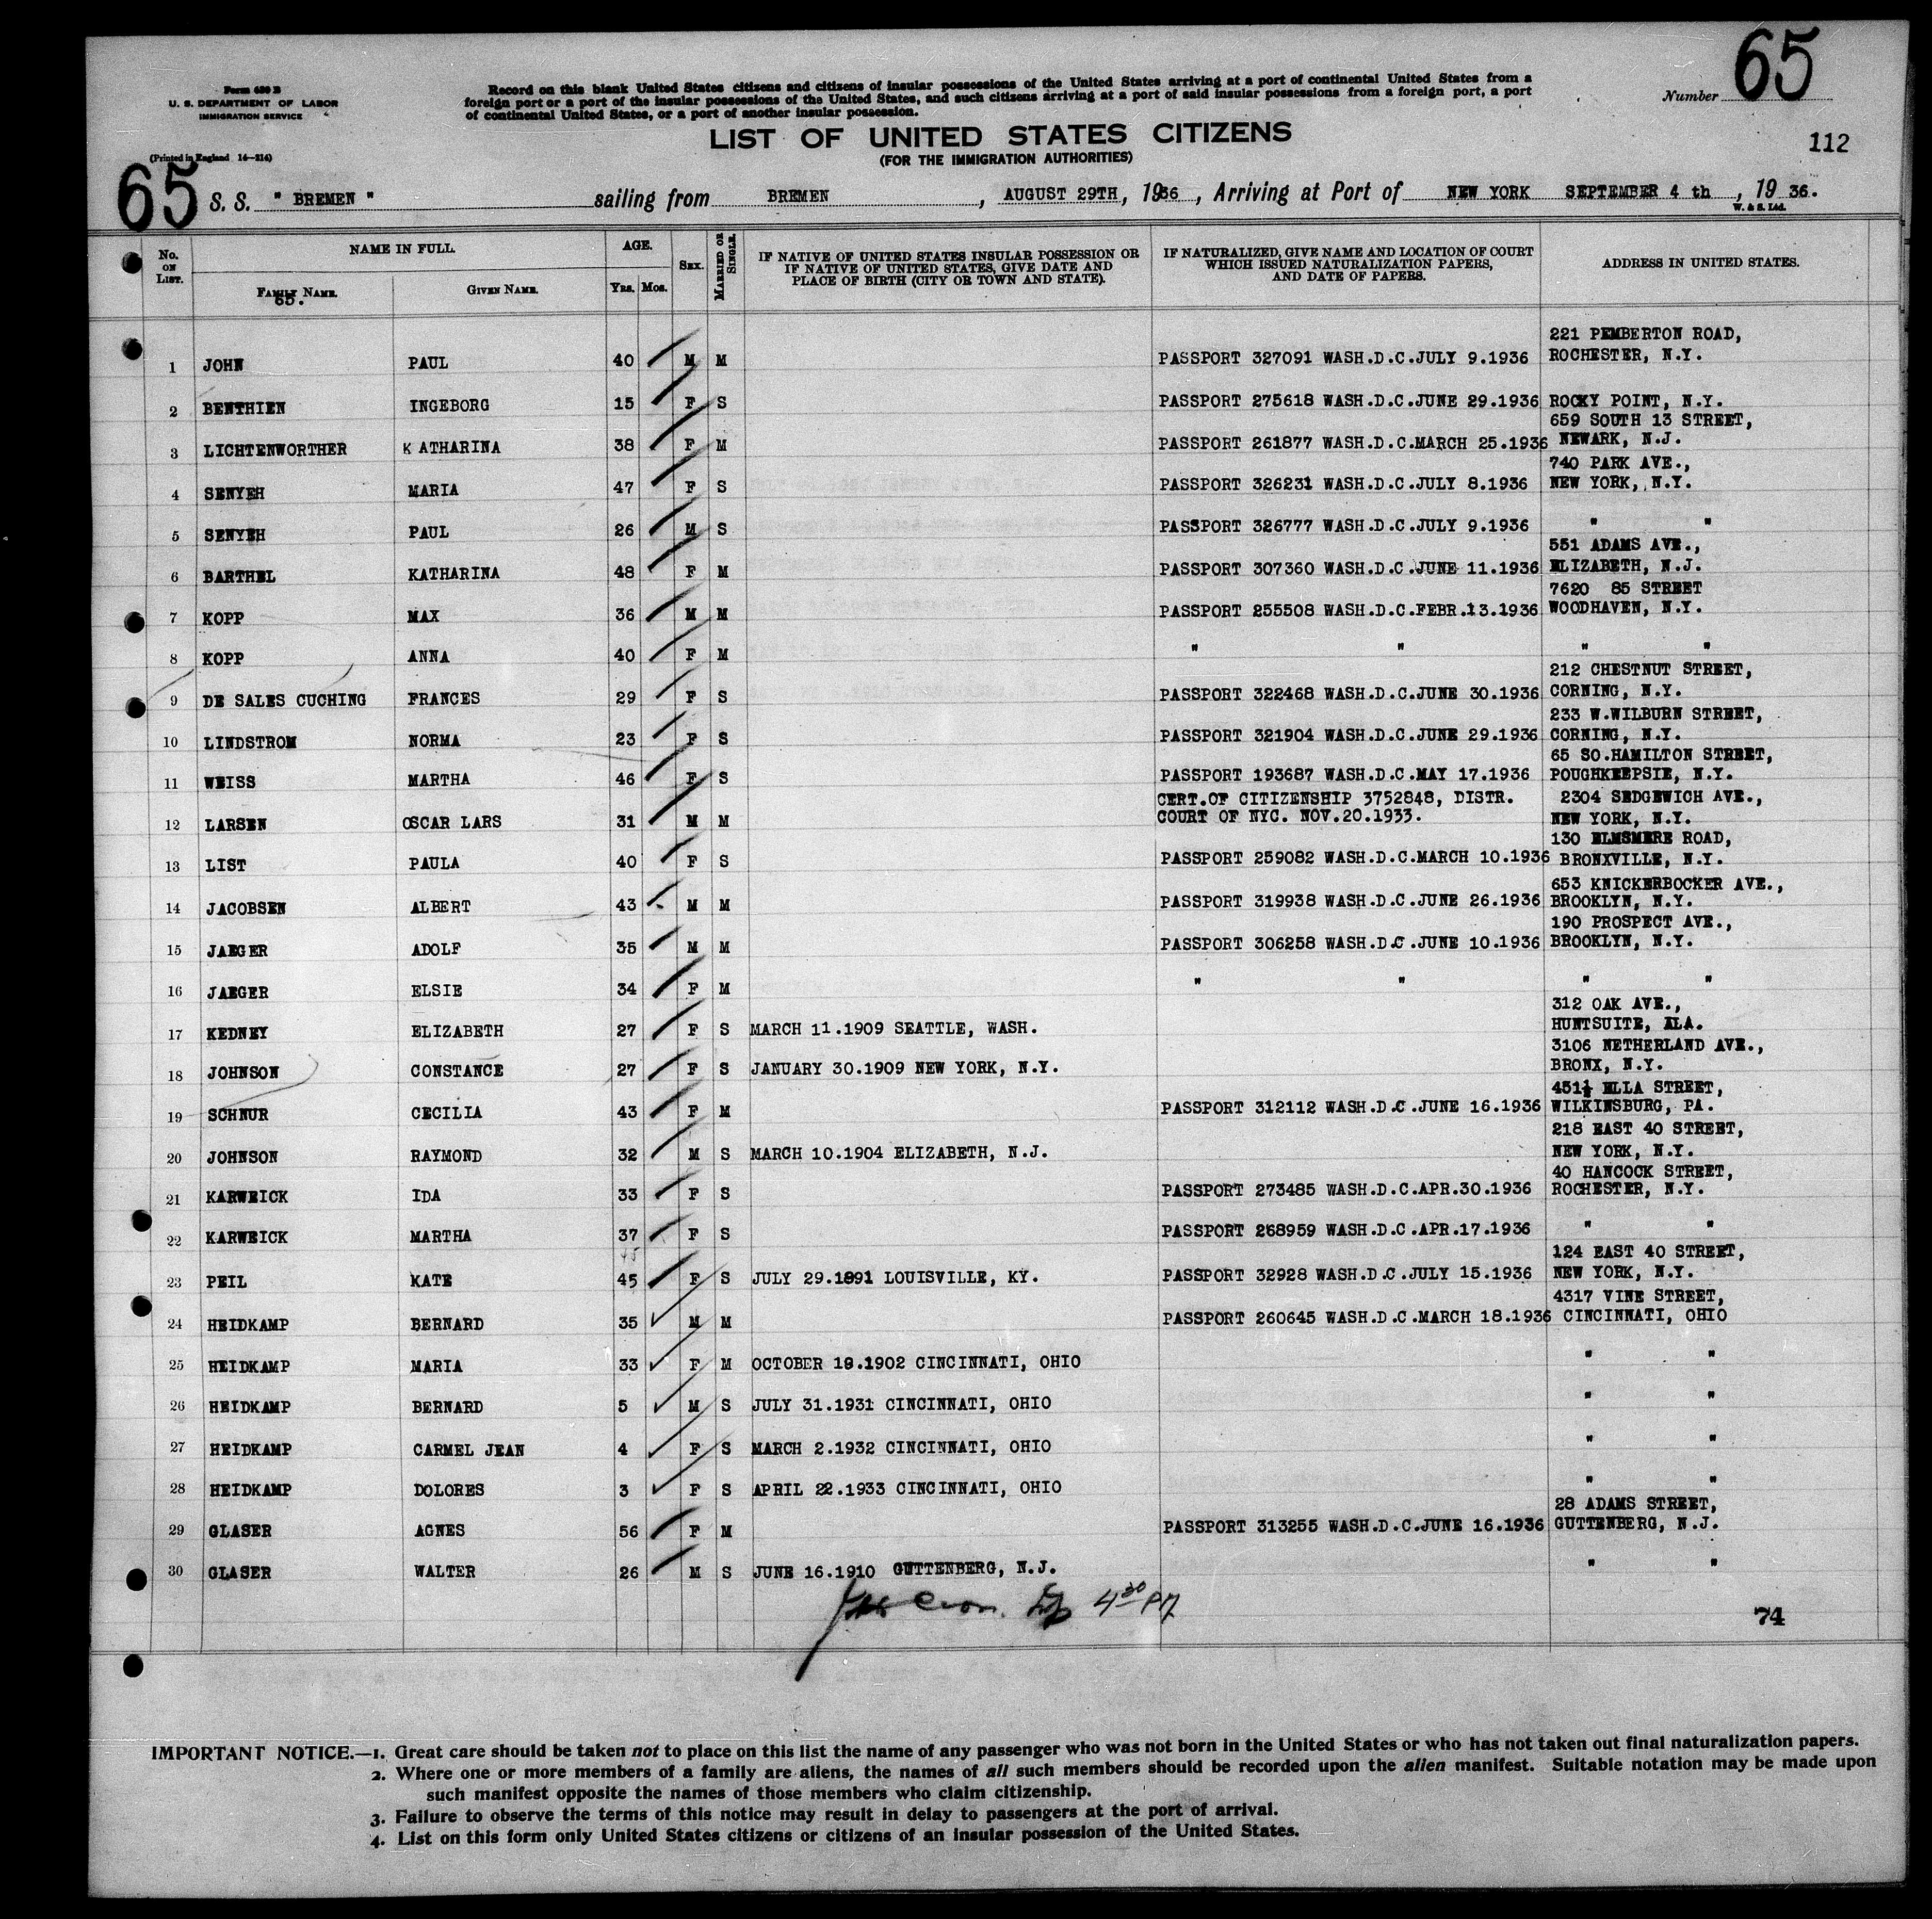 65
Form 630 B
U. S. DEPARTMENT OF LABOR
IMMIGRATION SERVICE
(Printed in England 14—214)
Record on this blank United States citizens and citizens of insular possessions of the United States arriving at a port of continental United States from a
foreign port or a port of the insular possessions of the United States, and such citizens arriving at a port of said insular possessions from a foreign port, a port
of continental United States, or a port of another insular possession.
Number
112
LIST OF UNITED STATES CITIZENS
(FOR THE IMMIGRATION AUTHORITIES)
65 S. S. " BREMEN " sailing from BREMEN , AUGUST 29TH, 1936 , Arriving at Port of NEW YORK SEPTEMBER 4 th , 19 36.
W. & S. Ltd.
No. ON LIST. NAME IN FULL. AGE. SEX. MARRIED OR SINGLE. IF NATIVE OF UNITED STATES INSULAR POSSESSION OR IF NATIVE OF UNITED STATES, GIVE DATE AND PLACE OF BIRTH (CITY OR TOWN AND STATE). IF NATURALIZED, GIVE NAME AND LOCATION OF COURT WHICH ISSUED NATURALIZATION PAPERS, AND DATE OF PAPERS. ADDRESS IN UNITED STATES.
FAMILY NAME. GIVEN NAME. YRS. MOS.
65.
221 PEMBERTON ROAD,
1 JOHN PAUL 40 M M PASSPORT 327091 WASH.D.C.JULY 9.1936 ROCHESTER, N.Y.
2 BENTHIEN INGEBORG 15 F S PASSPORT 275618 WASH.D.C.JUNE 29.1936 ROCKY POINT, N.Y.
659 SOUTH 13 STREET,
3 LICHTENWORTHER K ATHARINA 38 F M PASSPORT 261877 WASH.D.C.MARCH 25.1936 NEWARK, N.J.
740 PARK AVE.,
4 SENYEH MARIA 47 F S PASSPORT 326231 WASH.D.C.JULY 8.1936 NEW YORK, N.Y.
5 SENYEH PAUL 26 M S PASSPORT 326777 WASH.D.C.JULY 9.1936 " "
551 ADAMS AVE.,
6 BARTHEL KATHARINA 48 F M PASSPORT 307360 WASH.D.C.JUNE 11.1936 ELIZABETH, N.J.
7620 85 STREET
7 KOPP MAX 36 M M PASSPORT 255508 WASH.D.C.FEBR.13.1936 WOODHAVEN, N.Y.
8 KOPP ANNA 40 F M " " " "
212 CHESTNUT STREET,
9 DE SALES CUCHING FRANCES 29 F S PASSPORT 322468 WASH.D.C.JUNE 30.1936 CORNING, N.Y.
233 W.WILBURN STREET,
10 LINDSTROM NORMA 23 F S PASSPORT 321904 WASH.D.C.JUNE 29.1936 CORNING, N.Y.
65 SO.HAMILTON STREET,
11 WEISS MARTHA 46 F S PASSPORT 193687 WASH.D.C.MAY 17.1936 POUGHKEEPSIE, N.Y.
CERT.OF CITIZENSHIP 3752848, DISTR. 2304 SEDGEWICH AVE.,
12 LARSEN OSCAR LARS 31 M M COURT OF NYC. NOV.20.1933. NEW YORK, N.Y.
130 ELMSMERE ROAD,
13 LIST PAULA 40 F S PASSPORT 259082 WASH.D.C.MARCH 10.1936 BRONXVILLE, N.Y.
653 KNICKERBOCKER AVE.,
14 JACOBSEN ALBERT 43 M M PASSPORT 319938 WASH.D.C.JUNE 26.1936 BROOKLYN, N.Y.
190 PROSPECT AVE.,
15 JAEGER ADOLF 35 M M PASSPORT 306258 WASH.D.C.JUNE 10.1936 BROOKLYN, N.Y.
16 JAEGER ELSIE 34 F M " " " "
312 OAK AVE.,
17 KEDNEY ELIZABETH 27 F S MARCH 11.1909 SEATTLE, WASH. HUNTSUITE, ALA.
3106 NETHERLAND AVE.,
18 JOHNSON CONSTANCE 27 F S JANUARY 30.1909 NEW YORK, N.Y. BRONX, N.Y.
451½ ELLA STREET,
19 SCHNUR CECILIA 43 F M PASSPORT 312112 WASH.D.C.JUNE 16.1936 WILKINSBURG, PA.
218 EAST 40 STREET,
20 JOHNSON RAYMOND 32 M S MARCH 10.1904 ELIZABETH, N.J. NEW YORK, N.Y.
40 HANCOCK STREET,
21 KARWEICK IDA 33 F S PASSPORT 273485 WASH.D.C.APR.30.1936 ROCHESTER, N.Y.
22 KARWEICK MARTHA 37 F S PASSPORT 268959 WASH.D.C.APR.17.1936 " "
45 124 EAST 40 STREET,
23 PEIL KATE 45 F S JULY 29.1891 LOUISVILLE, KY. PASSPORT 32928 WASH.D.C.JULY 15.1936 NEW YORK, N.Y.
4317 VINE STREET,
24 HEIDKAMP BERNARD 35 M M PASSPORT 260645 WASH.D.C.MARCH 18.1936 CINCINNATI, OHIO
25 HEIDKAMP MARIA 33 F M OCTOBER 18.1902 CINCINNATI, OHIO " "
26 HEIDKAMP BERNARD 5 M S JULY 31.1931 CINCINNATI, OHIO " "
27 HEIDKAMP CARMEL JEAN 4 F S MARCH 2.1932 CINCINNATI, OHIO " "
28 HEIDKAMP DOLORES 3 F S APRIL 22.1933 CINCINNATI, OHIO " "
28 ADAMS STREET,
29 GLASER AGNES 56 F M PASSPORT 313255 WASH.D.C.JUNE 16.1936 GUTTENBERG, N.J.
30 GLASER WALTER 26 M S JUNE 16.1910 GUTTENBERG, N.J. " "
4 30 PM
74
IMPORTANT NOTICE.—1. Great care should be taken not to place on this list the name of any passenger who was not born in the United States or who has not taken out final naturalization papers.
2. Where one or more members of a family are aliens, the names of all such members should be recorded upon the alien manifest. Suitable notation may be made upon
such manifest opposite the names of those members who claim citizenship.
3. Failure to observe the terms of this notice may result in delay to passengers at the port of arrival.
4. List on this form only United States citizens or citizens of an insular possession of the United States.